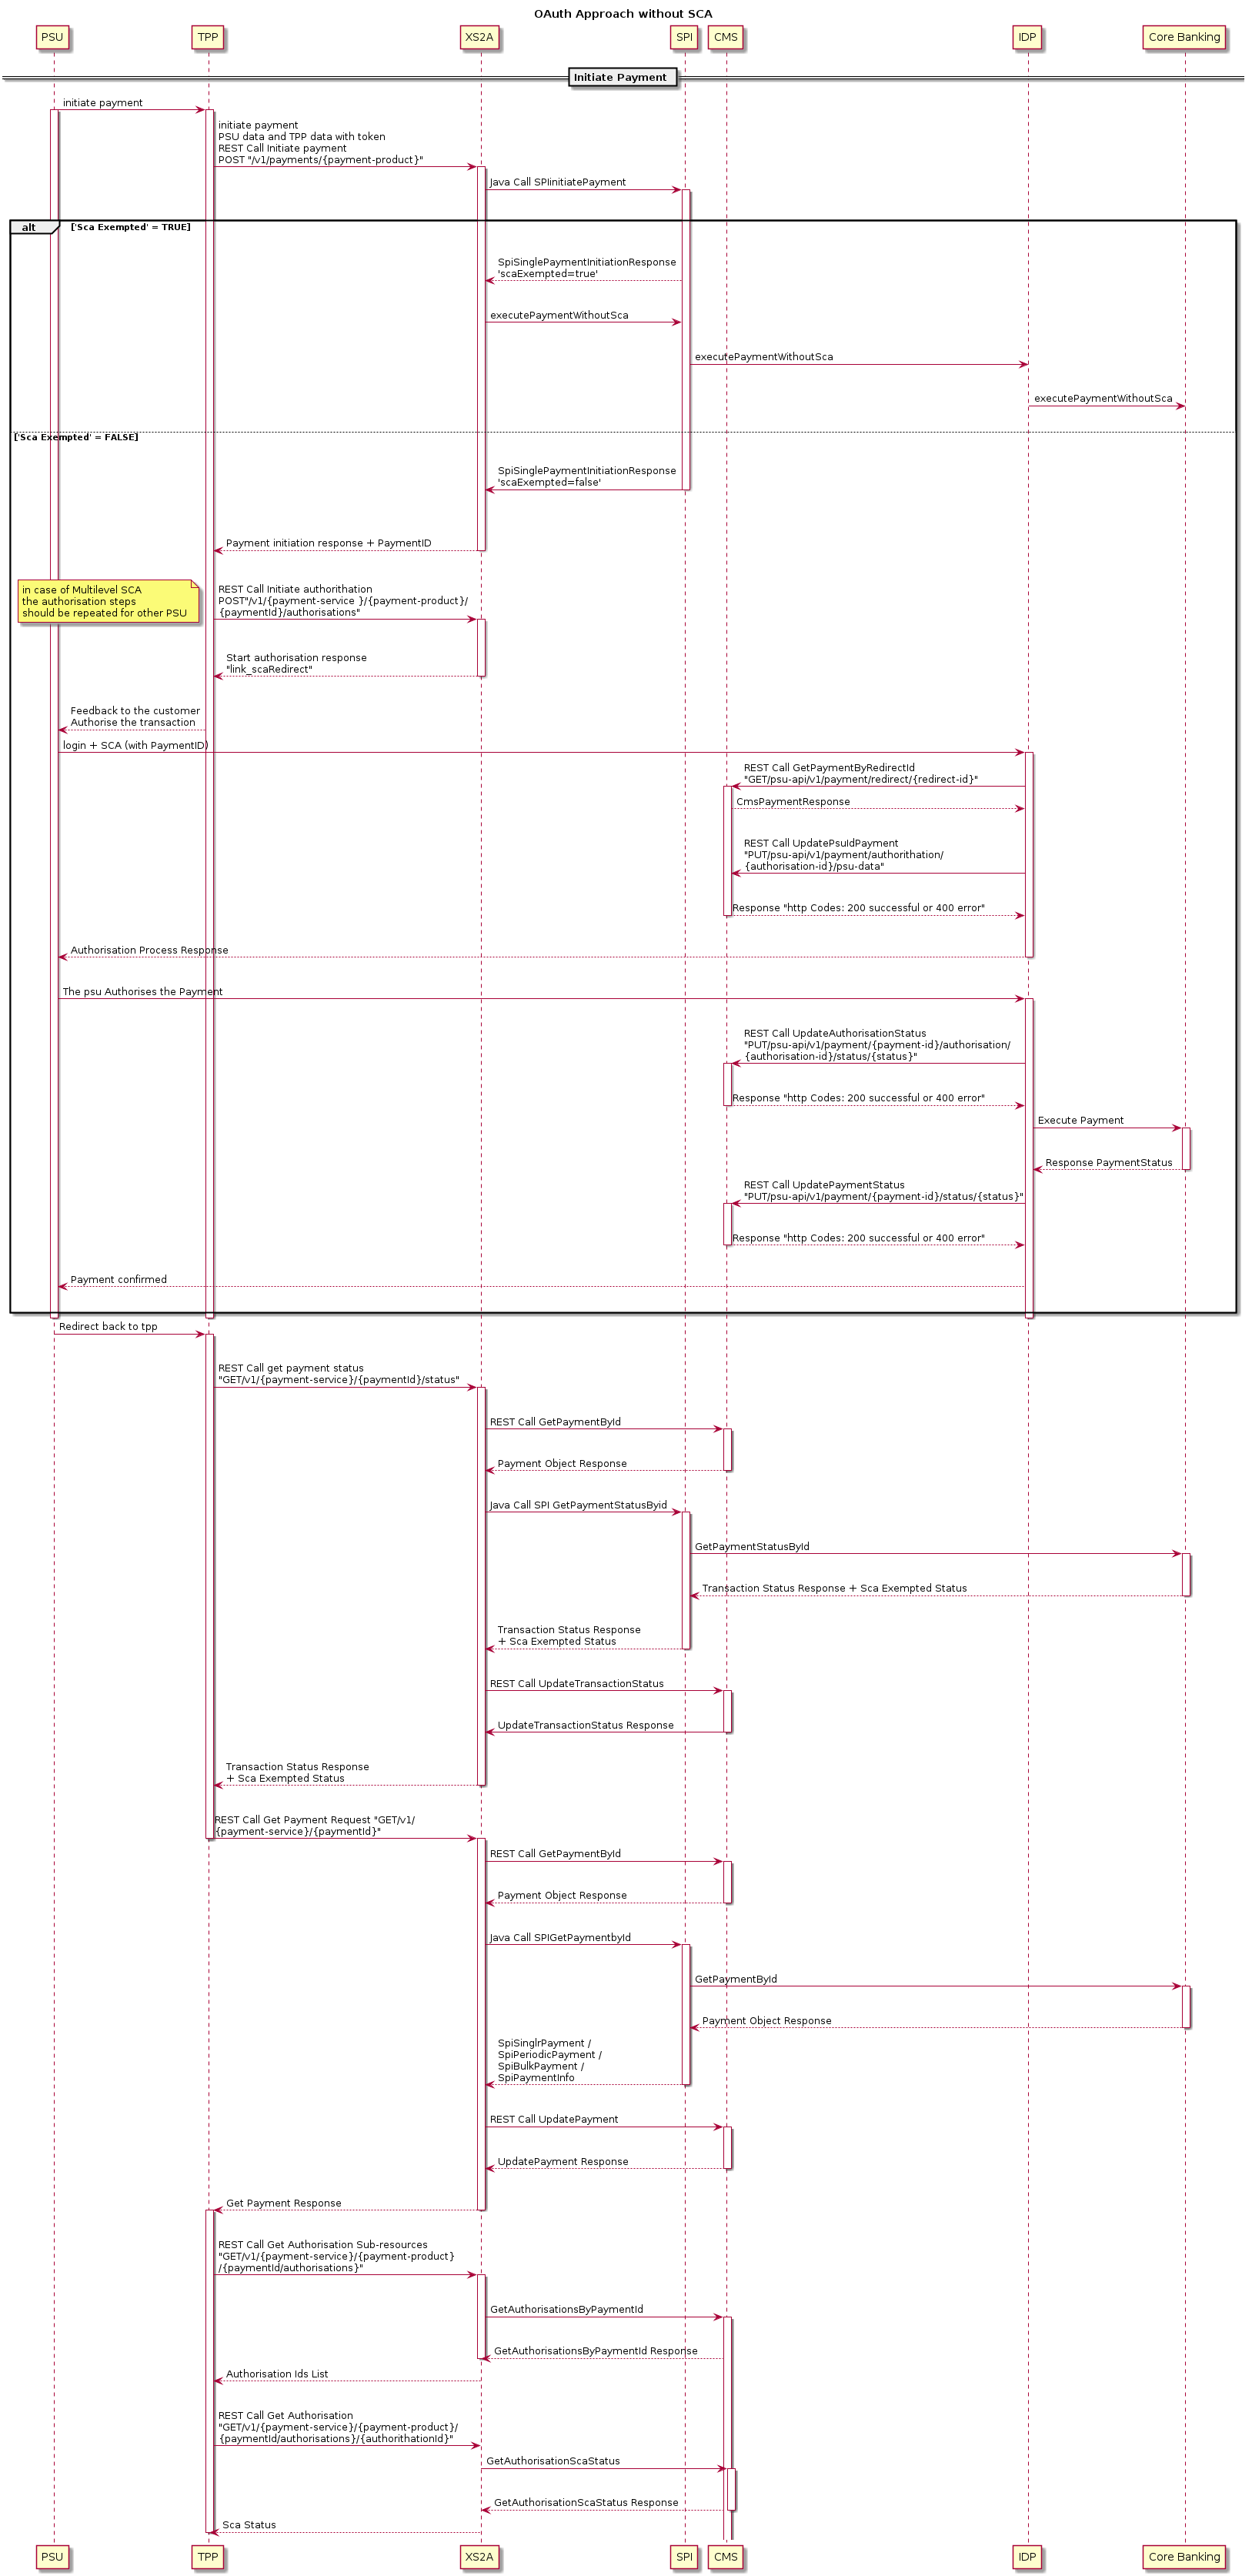 OAuth Approach without SCA
PSU
TPP
XS2A
SPI
CMS
IDP
Core Banking
Initiate Payment
initiate payment
initiate payment
PSU data and TPP data with token
REST Call Initiate payment
POST "/v1/payments/{payment-product}"
Java Call SPIinitiatePayment
alt
['Sca Exempted' = TRUE]
SpiSinglePaymentInitiationResponse
'scaExempted=true'
executePaymentWithoutSca
executePaymentWithoutSca
executePaymentWithoutSca
['Sca Exempted' = FALSE]
SpiSinglePaymentInitiationResponse
'scaExempted=false'
Payment initiation response + PaymentID
in case of Multilevel SCA
the authorisation steps
should be repeated for other PSU
REST Call Initiate authorithation
POST"/v1/{payment-service }/{payment-product}/
{paymentId}/authorisations"
Start authorisation response
"link_scaRedirect"
Feedback to the customer
Authorise the transaction
login + SCA (with PaymentID)
REST Call GetPaymentByRedirectId
"GET/psu-api/v1/payment/redirect/{redirect-id}"
CmsPaymentResponse
REST Call UpdatePsuIdPayment
"PUT/psu-api/v1/payment/authorithation/
{authorisation-id}/psu-data"
Response "http Codes: 200 successful or 400 error"
Authorisation Process Response
The psu Authorises the Payment
REST Call UpdateAuthorisationStatus
"PUT/psu-api/v1/payment/{payment-id}/authorisation/
{authorisation-id}/status/{status}"
Response "http Codes: 200 successful or 400 error"
Execute Payment
Response PaymentStatus
REST Call UpdatePaymentStatus
"PUT/psu-api/v1/payment/{payment-id}/status/{status}"
Response "http Codes: 200 successful or 400 error"
Payment confirmed
Redirect back to tpp
REST Call get payment status
"GET/v1/{payment-service}/{paymentId}/status"
REST Call GetPaymentById
Payment Object Response
Java Call SPI GetPaymentStatusByid
GetPaymentStatusById
Transaction Status Response + Sca Exempted Status
Transaction Status Response
+ Sca Exempted Status
REST Call UpdateTransactionStatus
UpdateTransactionStatus Response
Transaction Status Response
+ Sca Exempted Status
REST Call Get Payment Request "GET/v1/
{payment-service}/{paymentId}"
REST Call GetPaymentById
Payment Object Response
Java Call SPIGetPaymentbyId
GetPaymentById
Payment Object Response
SpiSinglrPayment /
SpiPeriodicPayment /
SpiBulkPayment /
SpiPaymentInfo
REST Call UpdatePayment
UpdatePayment Response
Get Payment Response
REST Call Get Authorisation Sub-resources
"GET/v1/{payment-service}/{payment-product}
/{paymentId/authorisations}"
GetAuthorisationsByPaymentId
GetAuthorisationsByPaymentId Response
Authorisation Ids List
REST Call Get Authorisation
"GET/v1/{payment-service}/{payment-product}/
{paymentId/authorisations}/{authorithationId}"
GetAuthorisationScaStatus
GetAuthorisationScaStatus Response
Sca Status
PSU
TPP
XS2A
SPI
CMS
IDP
Core Banking